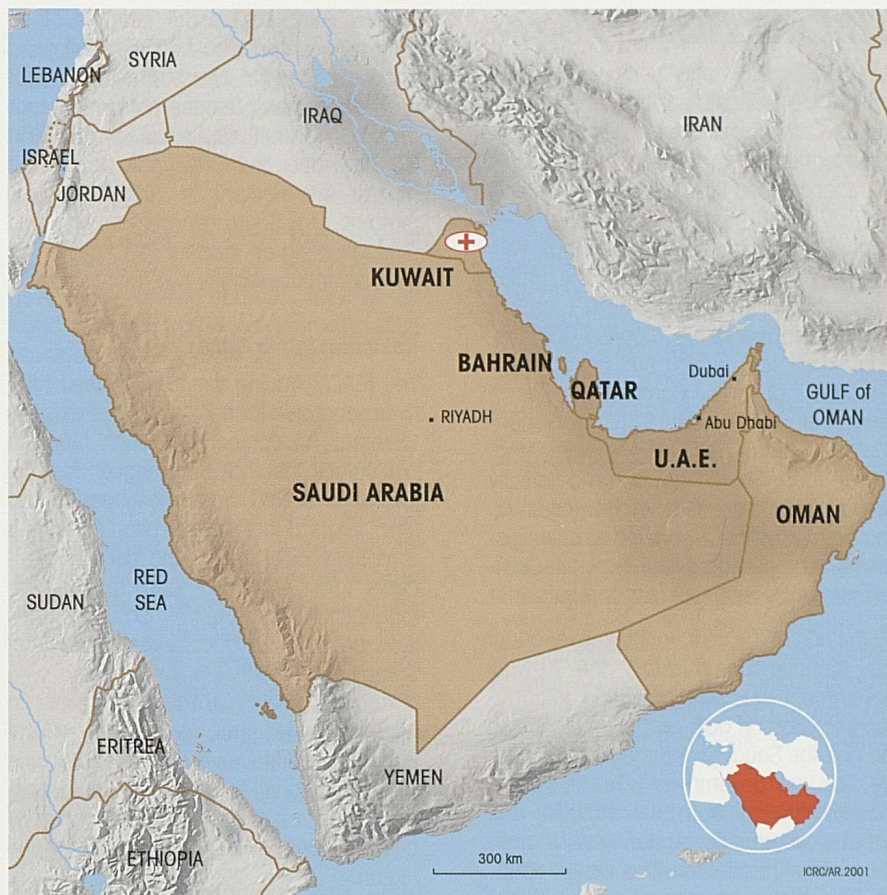 SYRIA
LEBANON
IRAQ
IRAN
ISRAEL
JORDAN
KUWAIT
BAHRAIN
QATAR
Dubai
GULF of
OMAN
RIYADH
Abu Dhabi
U.A.E.
SAUDI ARABIA
OMAN
RED
SEA
SUDAN
ERITREA
YEMEN
ETHIOPIA
300 km
ICRC/AR.2001